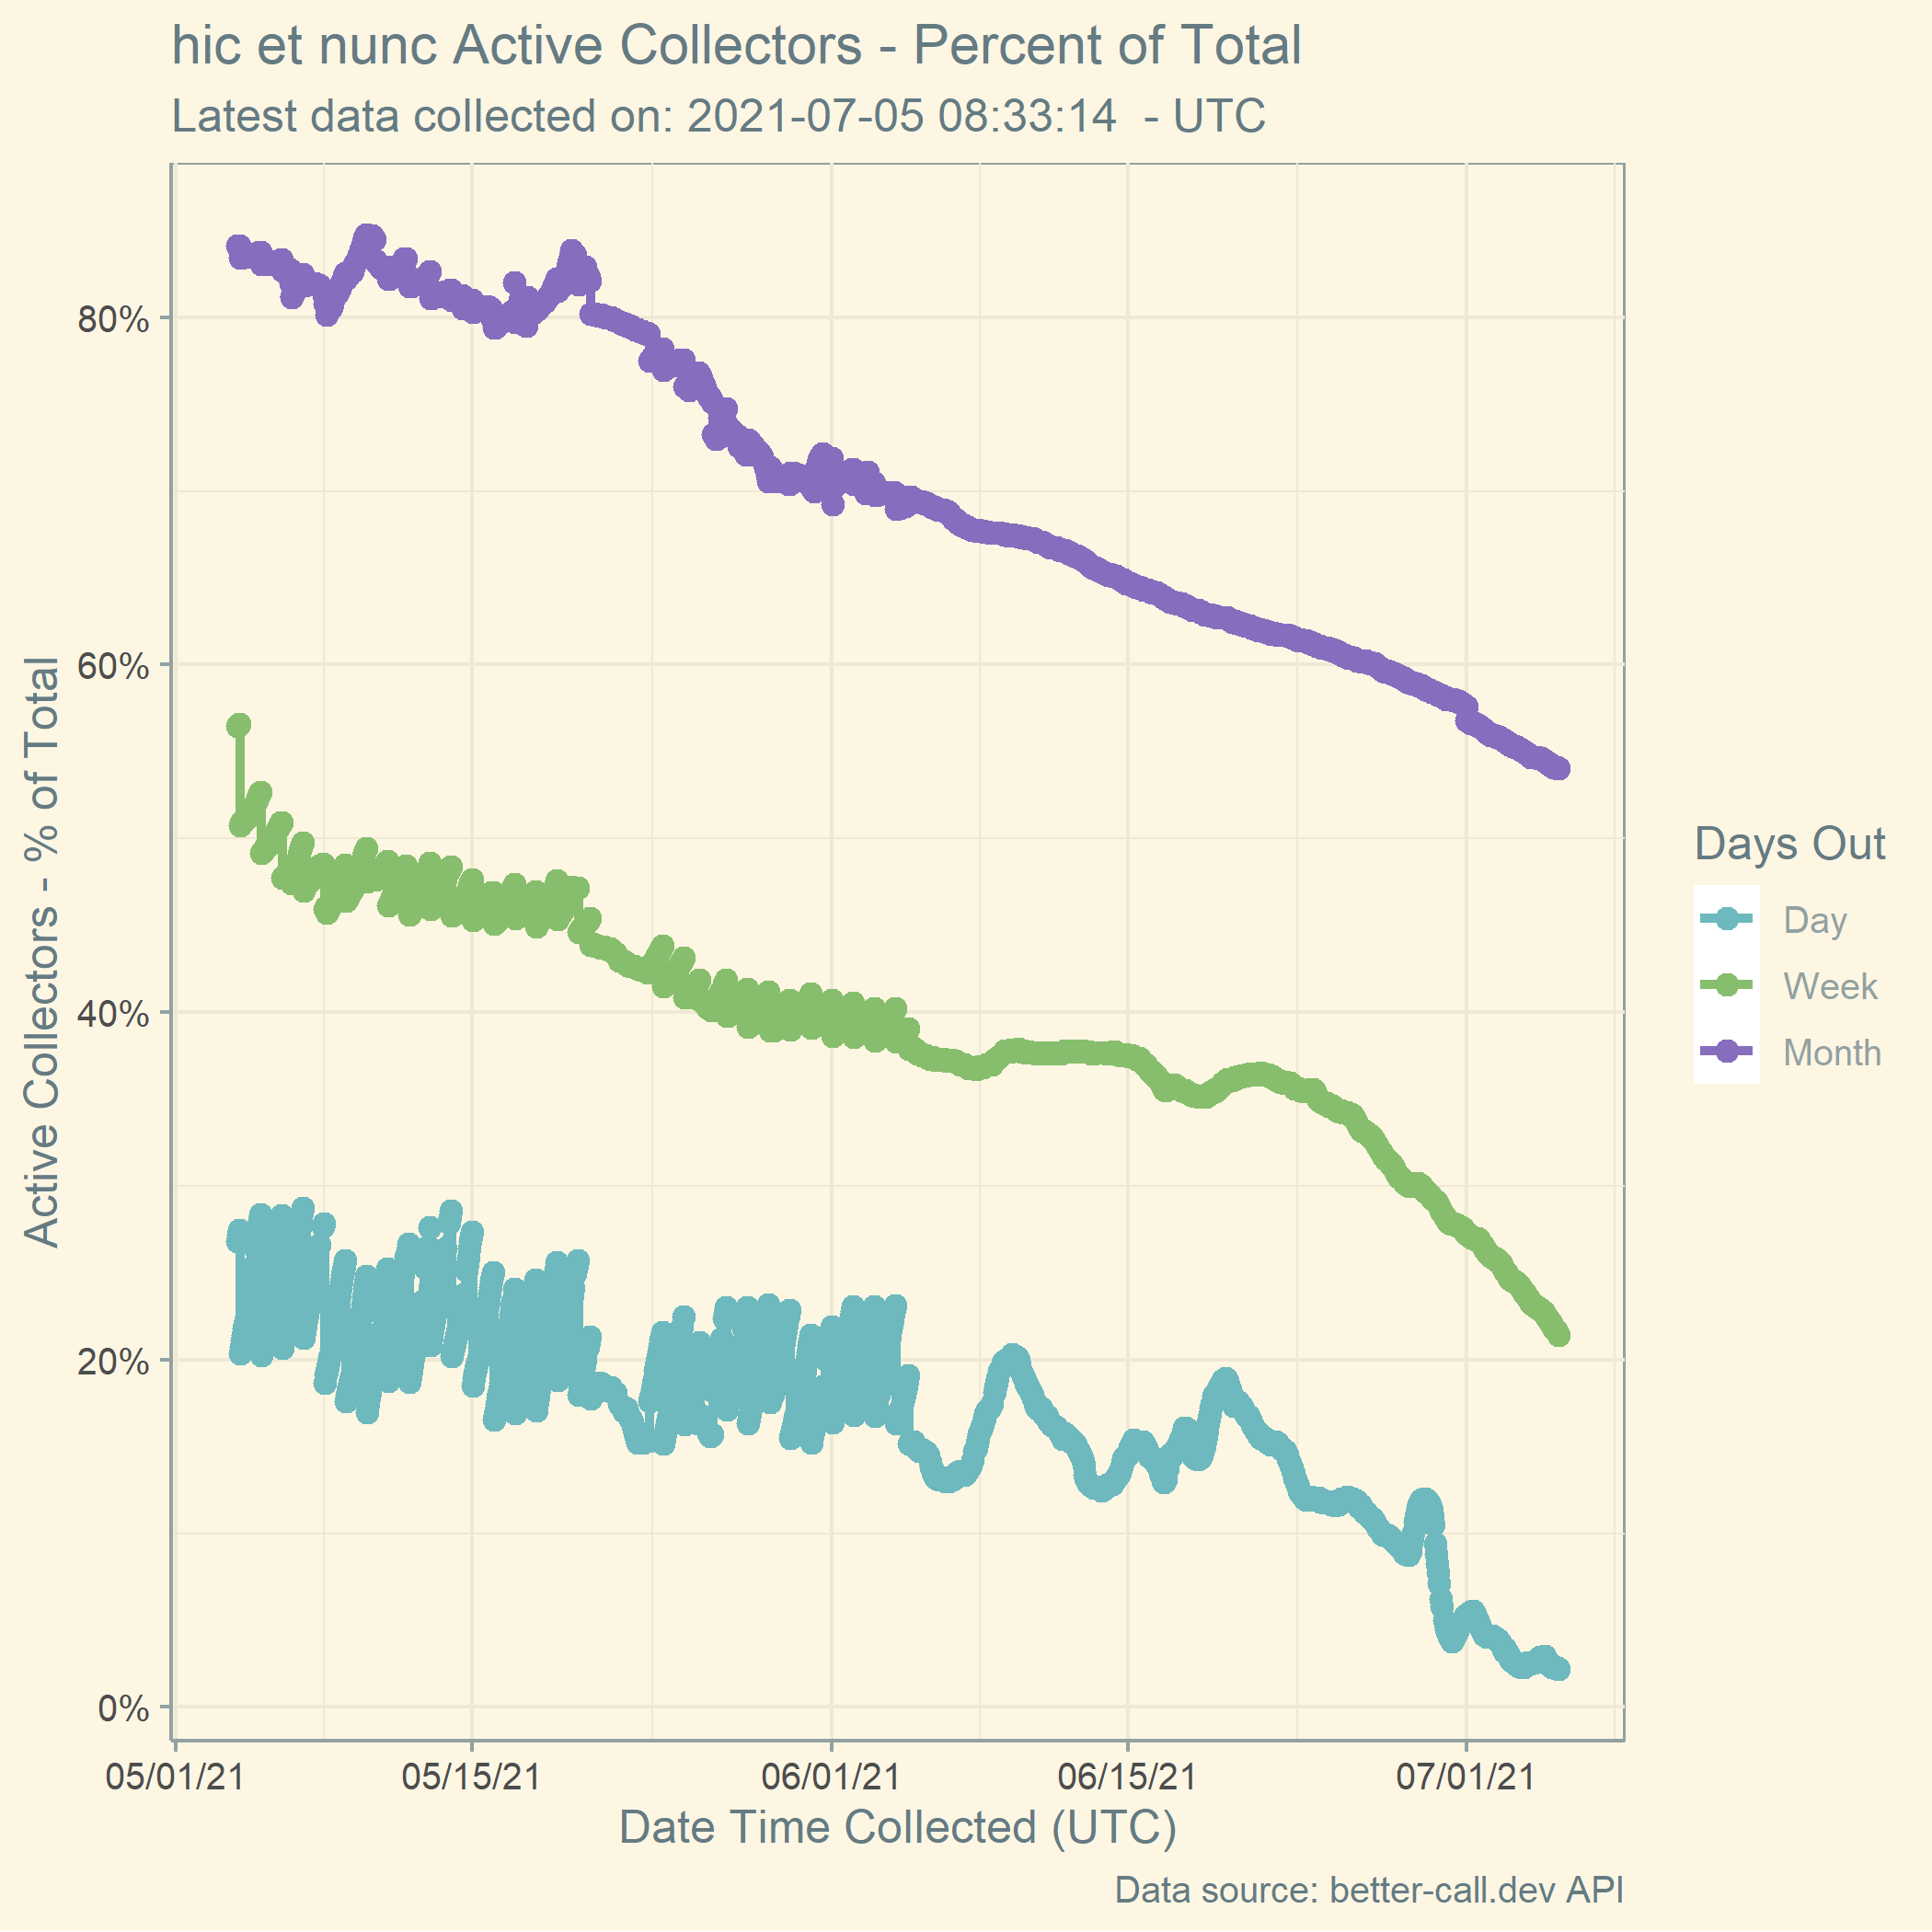 hic et nunc Active Collectors - Percent of Total
Latest data collected on: 2021-07-05 08:33:14  - UTC
Active Collectors - % of Total
80%
60%
40%
20%
0%
05/01/21
05/15/21
06/01/21
06/15/21
07/01/21
Date Time Collected (UTC)
Days Out
Day
Week
Month
Data source: better-call.dev API